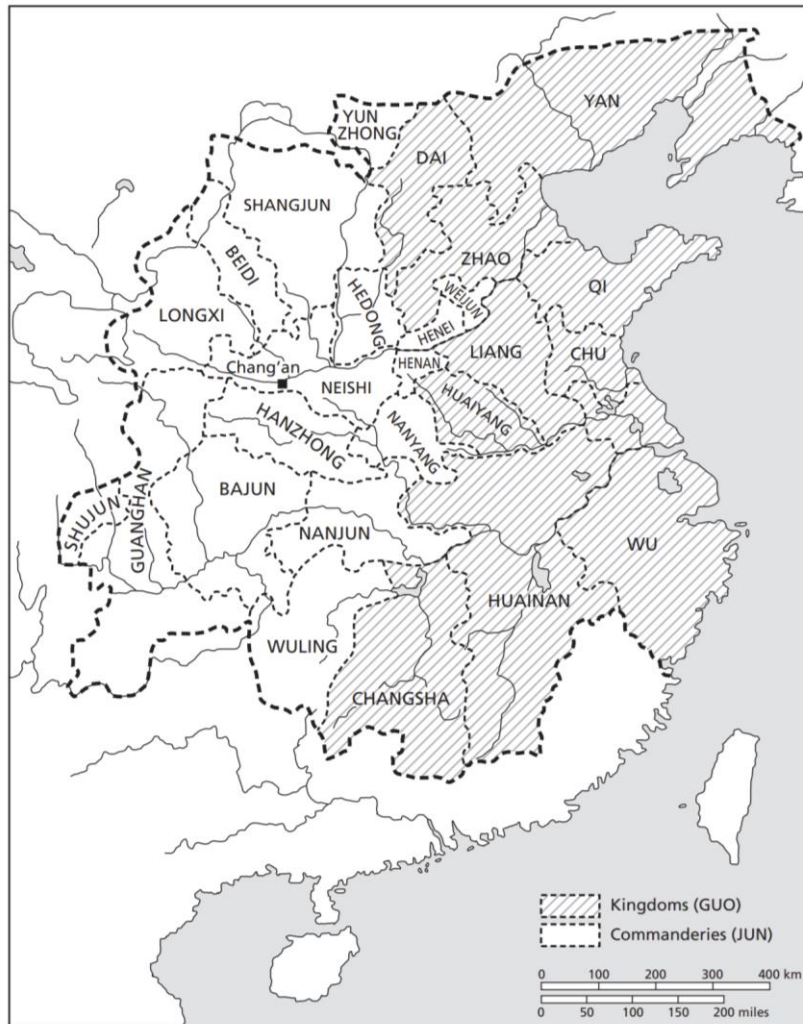 YAN
YUN
ZHONG
DAI
SHANGJUN
BEIDI
ZHAO
HEDONG
WEIJUN
QI
LONGXI
HENEI
LIANG
CHU
Chang'an
HENAN
NEISHI
HUAIYANG
HANZHONG
NANYANG
BAJUN
SHUJUN
GUANGHAN
NANJUN
WU
HUAINAN
WULING
CHANGSHA
Kingdoms (GUO)
Commanderies (JUN)
0 100 200 300 400 km
0 50 100 150 200 miles